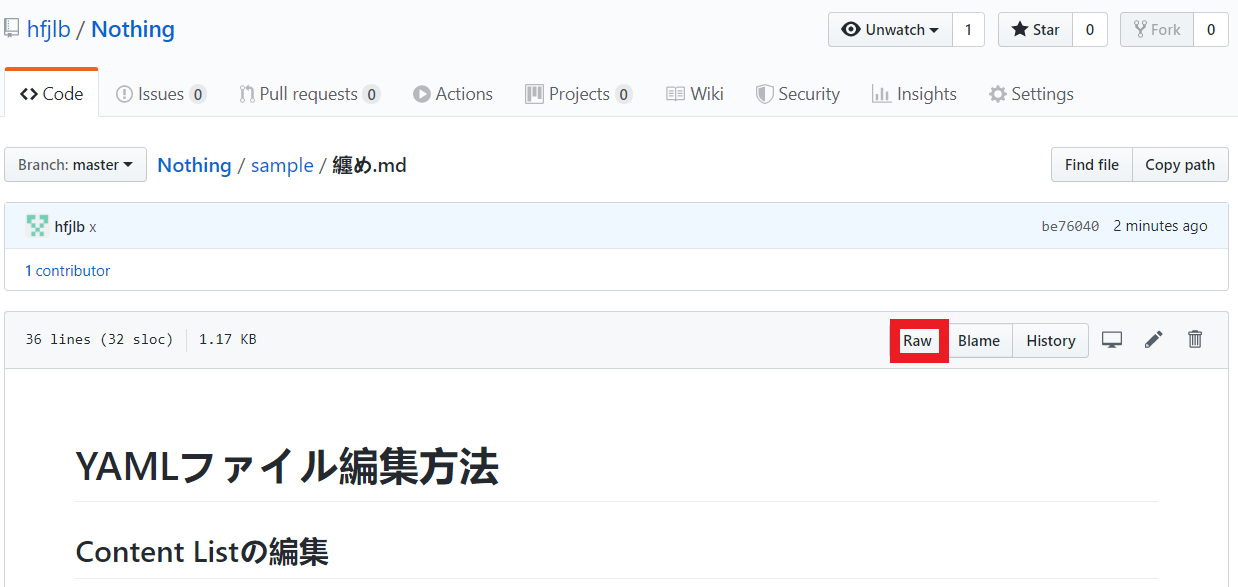 hfjlb / Nothing
Unwatch 1 Star 0 Fork 0
Code Issues 0 Pull requests 0 Actions Projects 0 Wiki Security Insights Settings
Branch: master Nothing / sample / 纏め.md Find file Copy path
hfjlb x be76040 2 minutes ago
1 contributor
36 lines (32 sloc) 1.17 KB Raw Blame History
YAMLファイル編集方法
Content Listの編集